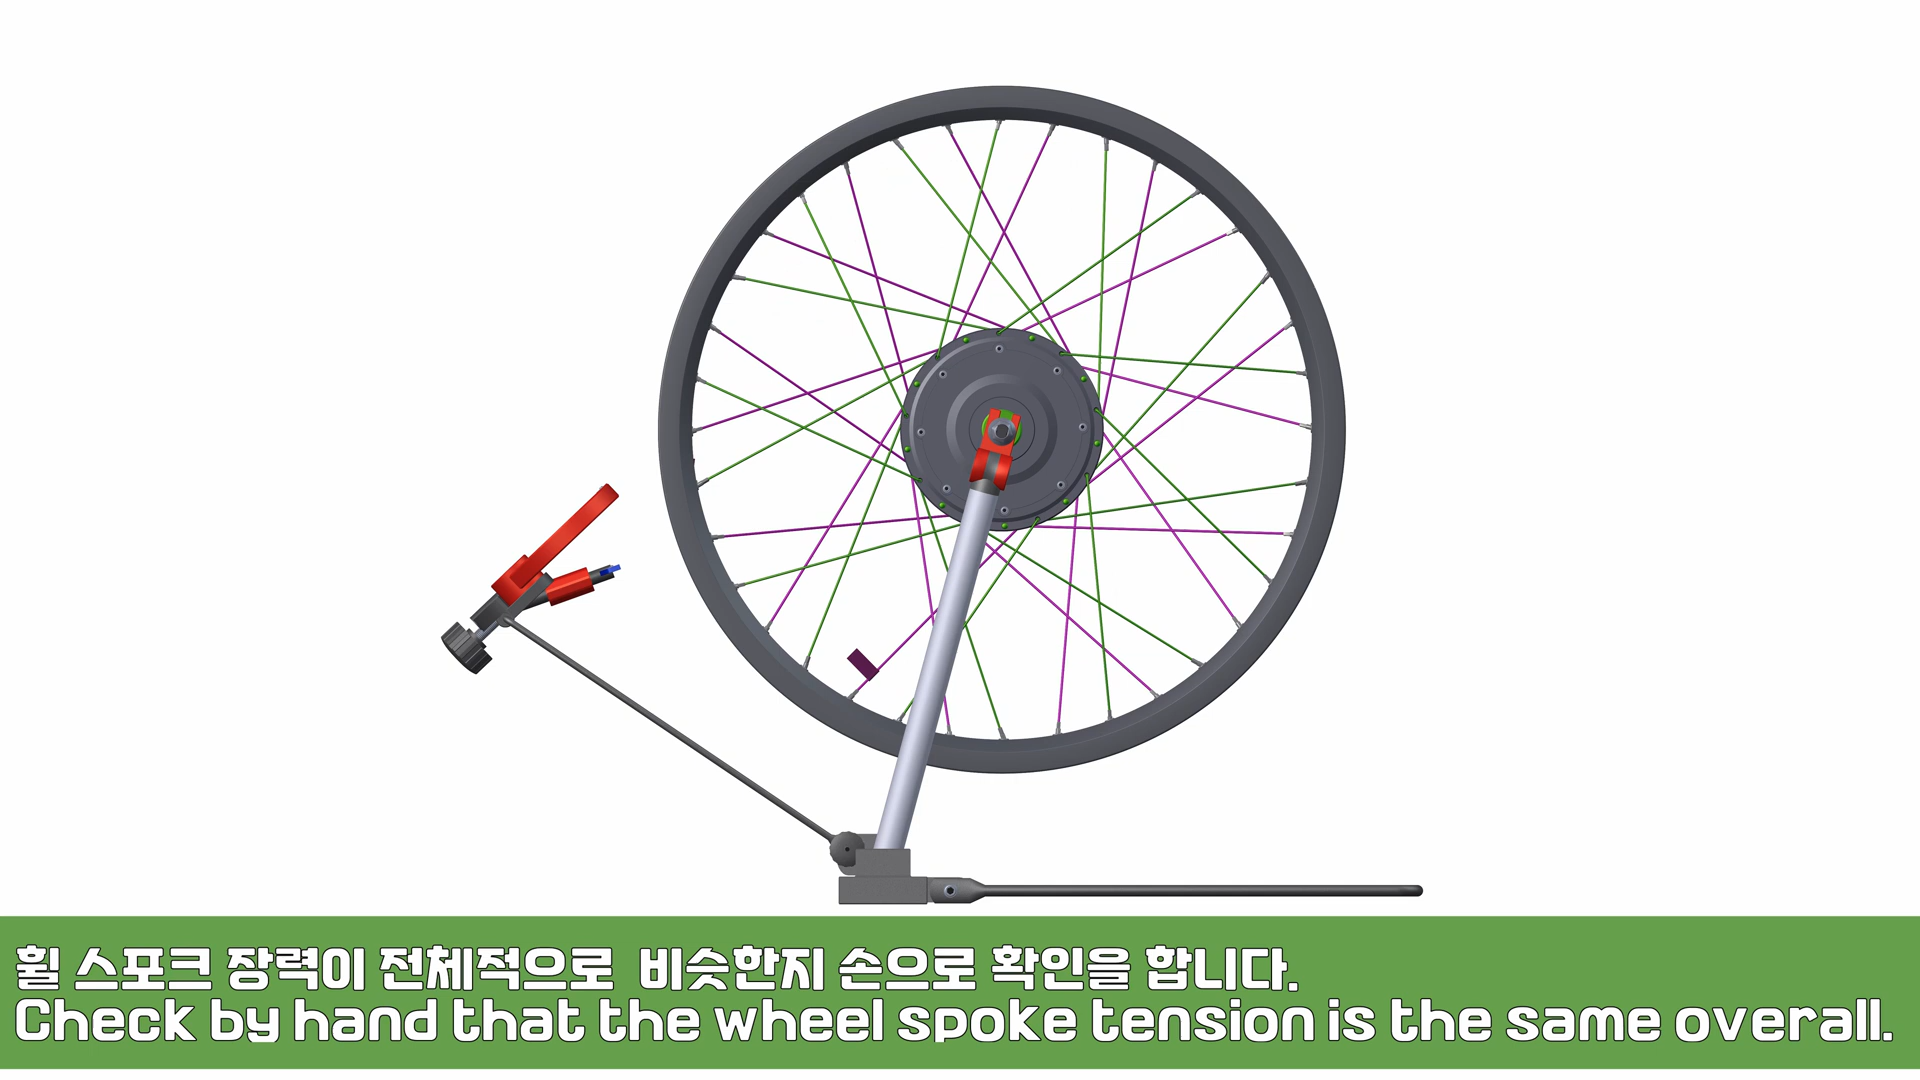 휠 스포크 장력이 전체적으로 비슷한지 손으로 확인을 합니다.
Check by hand that the wheel spoke tension is the same overall.